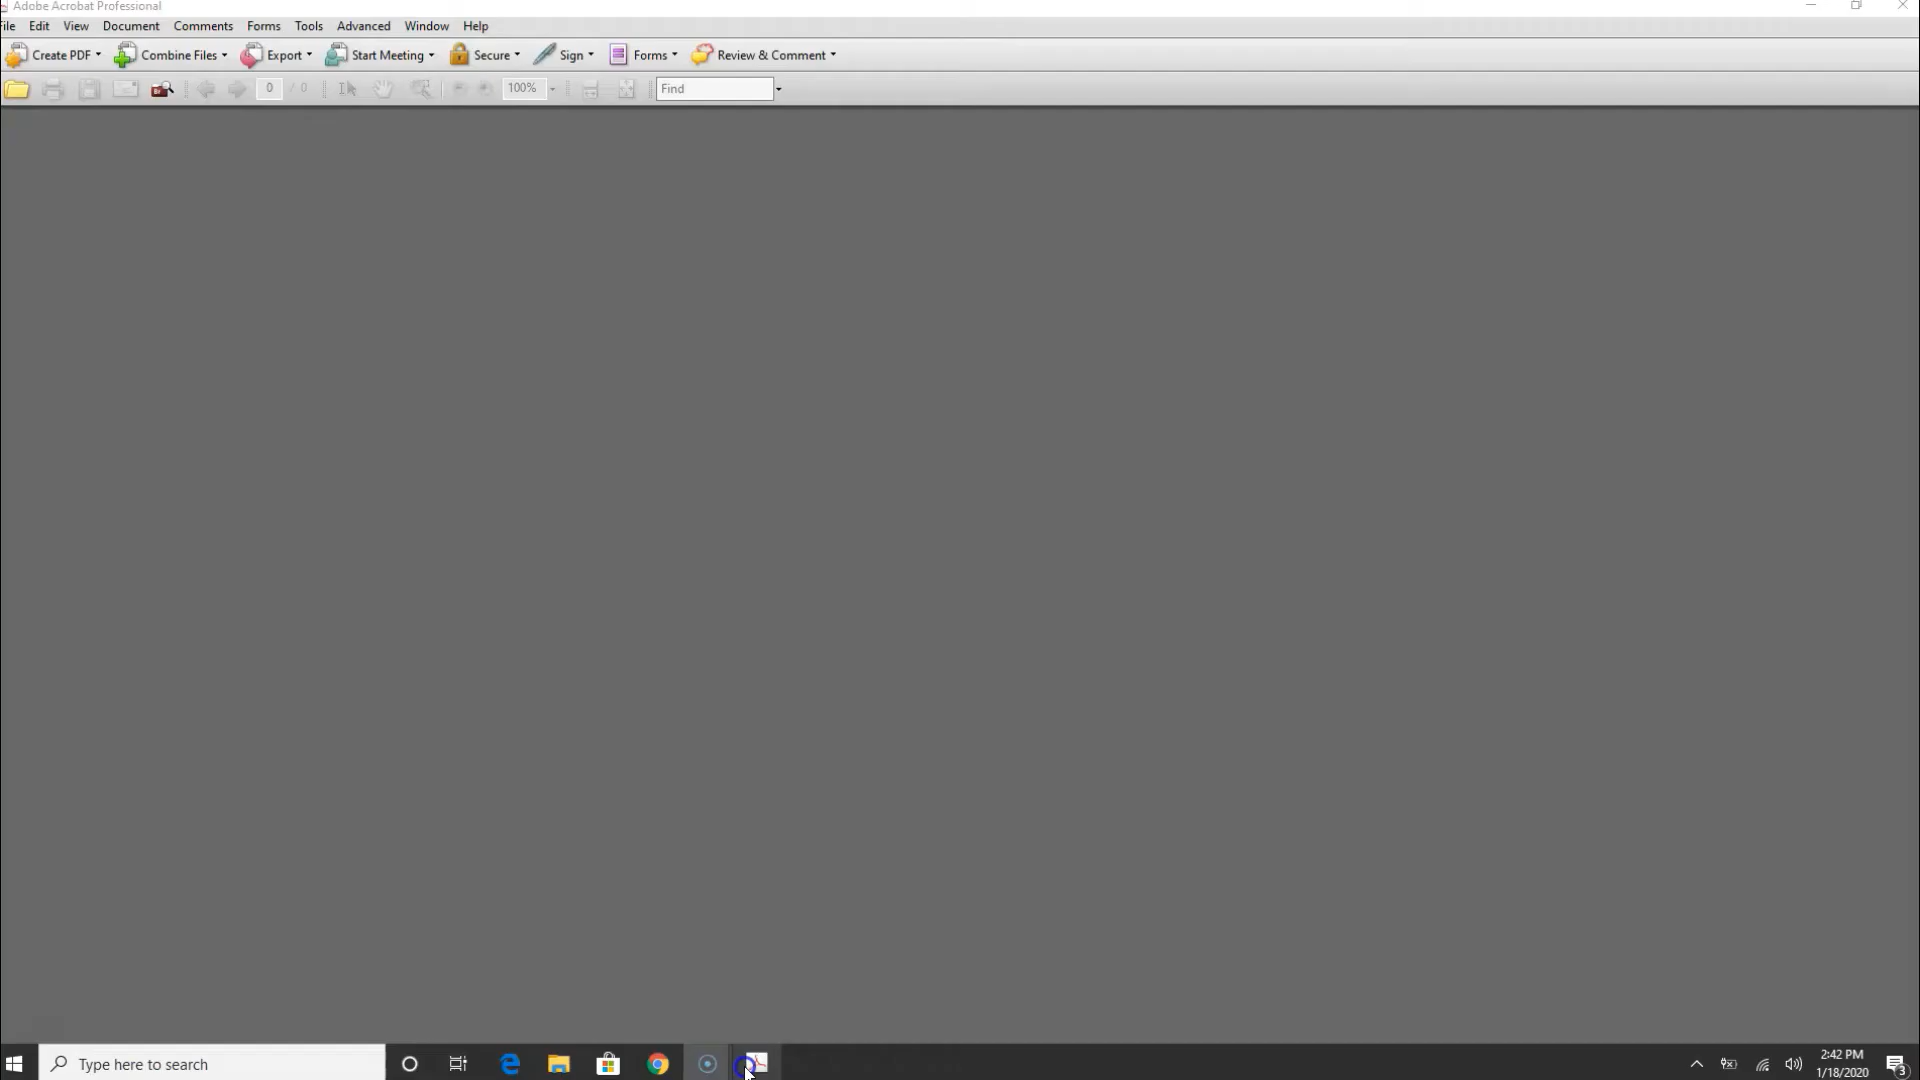 Adobe Acrobat Professional
File Edit View Document Comments Forms Tools Advanced Window Help
Create PDF Combine Files Export Start Meeting Secure Sign Forms Review & Comment
0 / 0 100% Find
Type here to search
2:42 PM
1/18/2020
3